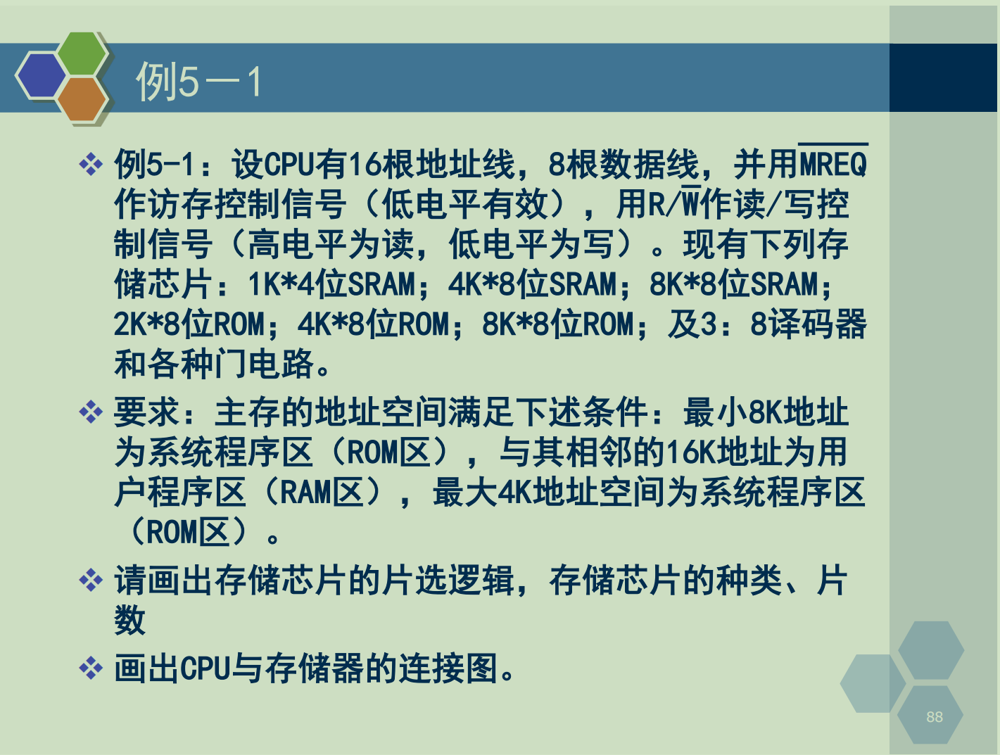 例5－1
例5-1：设CPU有16根地址线，8根数据线，并用MREQ
作访存控制信号（低电平有效），用R/W作读/写控
制信号（高电平为读，低电平为写）。现有下列存
储芯片：1K*4位SRAM；4K*8位SRAM；8K*8位SRAM；
2K*8位ROM；4K*8位ROM；8K*8位ROM；及3：8译码器
和各种门电路。
要求：主存的地址空间满足下述条件：最小8K地址
为系统程序区（ROM区），与其相邻的16K地址为用
户程序区（RAM区），最大4K地址空间为系统程序区
（ROM区）。
请画出存储芯片的片选逻辑，存储芯片的种类、片
数
画出CPU与存储器的连接图。
88